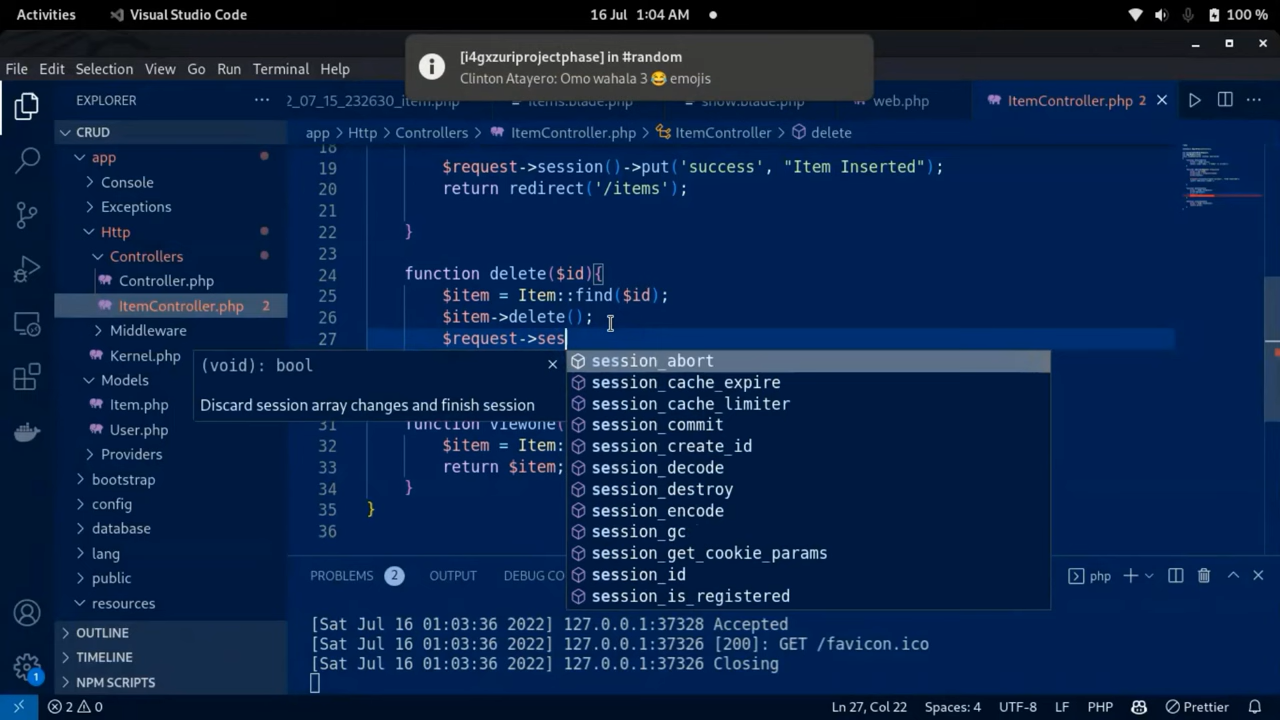 Activities
Visual Studio Code
16 Jul 1:04 AM
100 %
[i4gxzuriprojectphase] in #random
Clinton Atayero: Omo wahala 3 😂 emojis
File Edit Selection View Go Run Terminal Help
EXPLORER
2_07_15_232630_item.php
items.blade.php
show.blade.php
web.php
ItemController.php 2
CRUD
app
Console
Exceptions
Http
Controllers
Controller.php
ItemController.php 2
Middleware
Kernel.php
Models
Item.php
User.php
Providers
bootstrap
config
database
lang
public
resources
OUTLINE
TIMELINE
NPM SCRIPTS
app > Http > Controllers > ItemController.php > ItemController > delete
18
19 $request->session()->put('success', "Item Inserted");
20 return redirect('/items');
21
22 }
23
24 function delete($id){
25 $item = Item::find($id);
26 $item->delete();
27 $request->ses
(void): bool
Discard session array changes and finish session
session_abort
session_cache_expire
session_cache_limiter
session_commit
session_create_id
session_decode
session_destroy
session_encode
session_gc
session_get_cookie_params
session_id
session_is_registered
31 function viewone(
32 $item = Item::
33 return $item;
34 }
35 }
36
PROBLEMS 2 OUTPUT DEBUG CO
php
[Sat Jul 16 01:03:36 2022] 127.0.0.1:37328 Accepted
[Sat Jul 16 01:03:36 2022] 127.0.0.1:37326 [200]: GET /favicon.ico
[Sat Jul 16 01:03:36 2022] 127.0.0.1:37326 Closing
1
2 0
Ln 27, Col 22
Spaces: 4
UTF-8
LF
PHP
Prettier